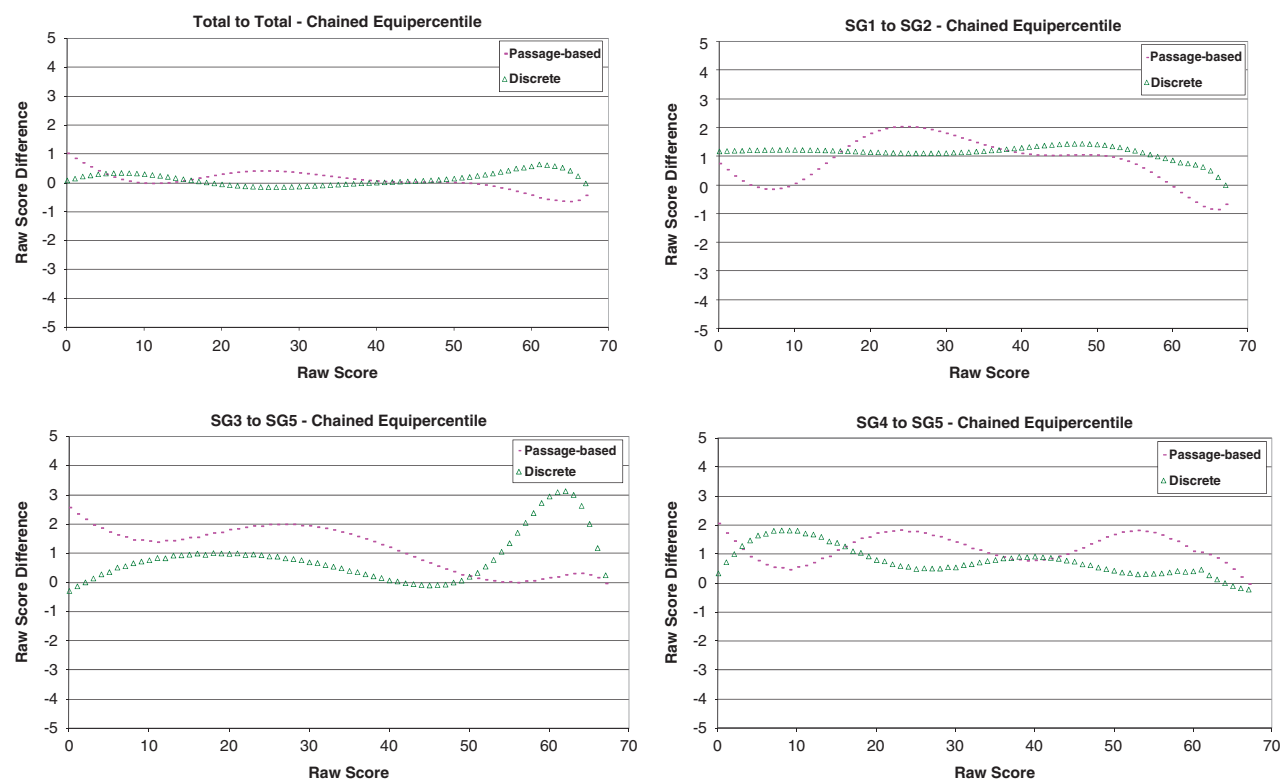 Total to Total - Chained Equipercentile
5
4
3
2
1
0
-1
-2
-3
-4
-5
Raw Score Difference
Passage-based
Discrete
0 10 20 30 40 50 60 70
Raw Score
SG1 to SG2 - Chained Equipercentile
5
4
3
2
1
0
-1
-2
-3
-4
-5
Raw Score Difference
Passage-based
Discrete
0 10 20 30 40 50 60 70
Raw Score
SG3 to SG5 - Chained Equipercentile
5
4
3
2
1
0
-1
-2
-3
-4
-5
Raw Score Difference
Passage-based
Discrete
0 10 20 30 40 50 60 70
Raw Score
SG4 to SG5 - Chained Equipercentile
5
4
3
2
1
0
-1
-2
-3
-4
-5
Raw Score Difference
Passage-based
Discrete
0 10 20 30 40 50 60 70
Raw Score